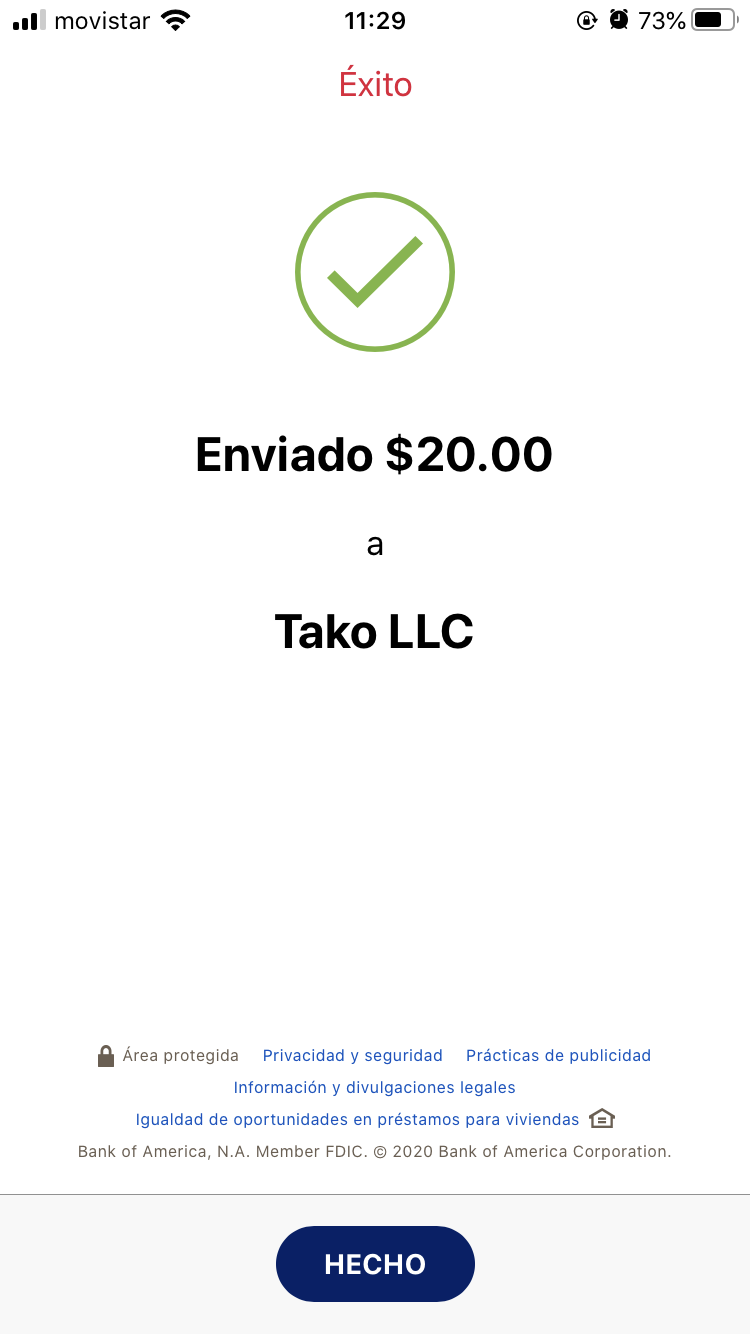 movistar 11:29 73%
Éxito
Enviado $20.00
a
Tako LLC
Área protegida Privacidad y seguridad Prácticas de publicidad
Información y divulgaciones legales
Igualdad de oportunidades en préstamos para viviendas
Bank of America, N.A. Member FDIC. © 2020 Bank of America Corporation.
HECHO